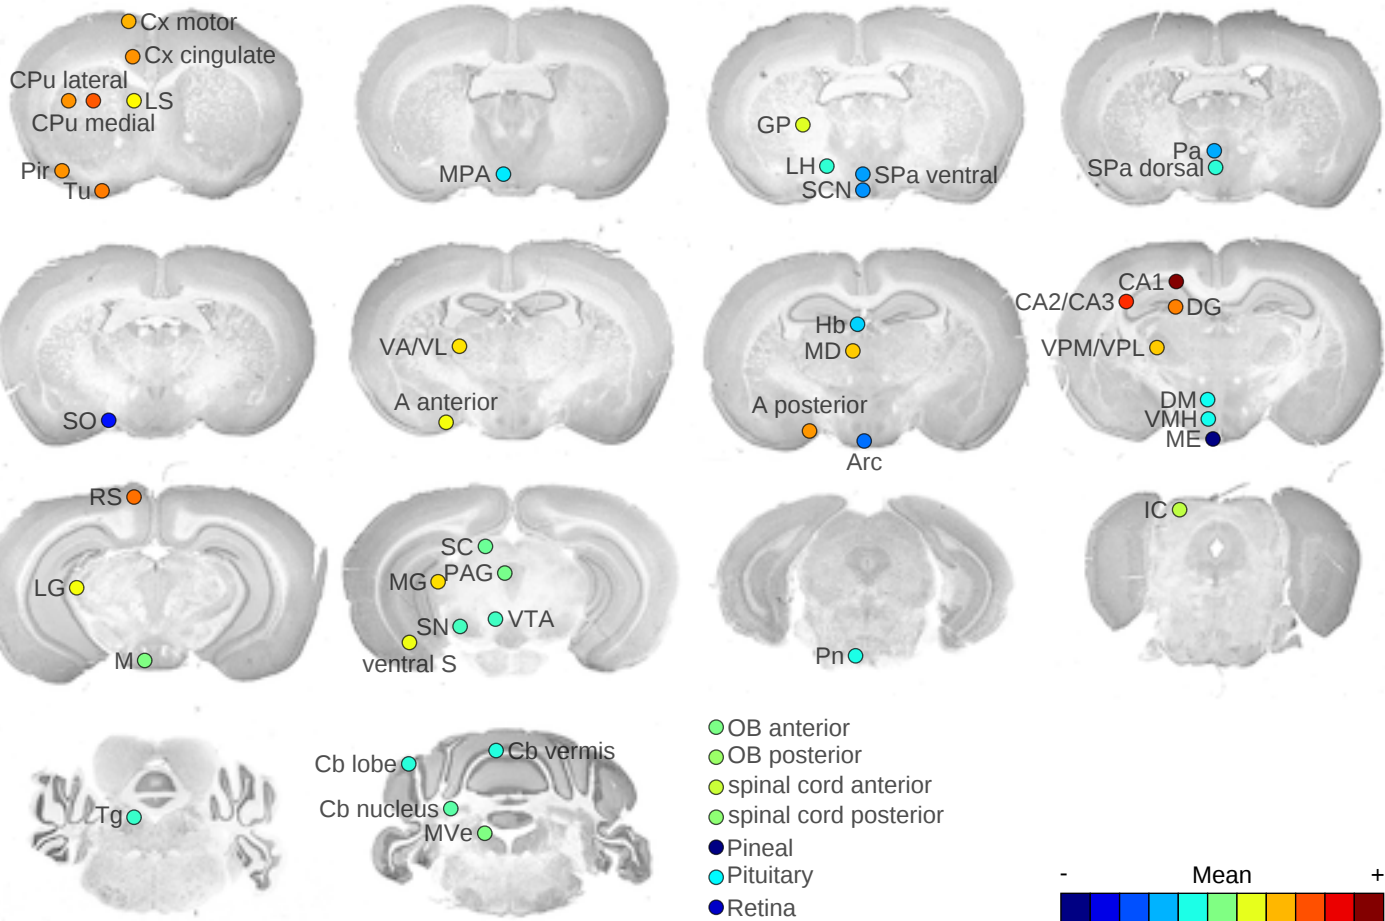 Cx motor
Cx cingulate
CPu lateral
LS
CPu medial
Pir
Tu
MPA
GP
LH
SPa ventral
SCN
Pa
SPa dorsal
SO
VA/VL
A anterior
Hb
MD
A posterior
Arc
CA1
CA2/CA3
DG
VPM/VPL
DM
VMH
ME
RS
LG
M
SC
PAG
MG
VTA
SN
ventral S
Pn
IC
Tg
Cb vermis
Cb lobe
Cb nucleus
MVe
OB anterior
OB posterior
spinal cord anterior
spinal cord posterior
Pineal
Pituitary
Retina
- Mean +